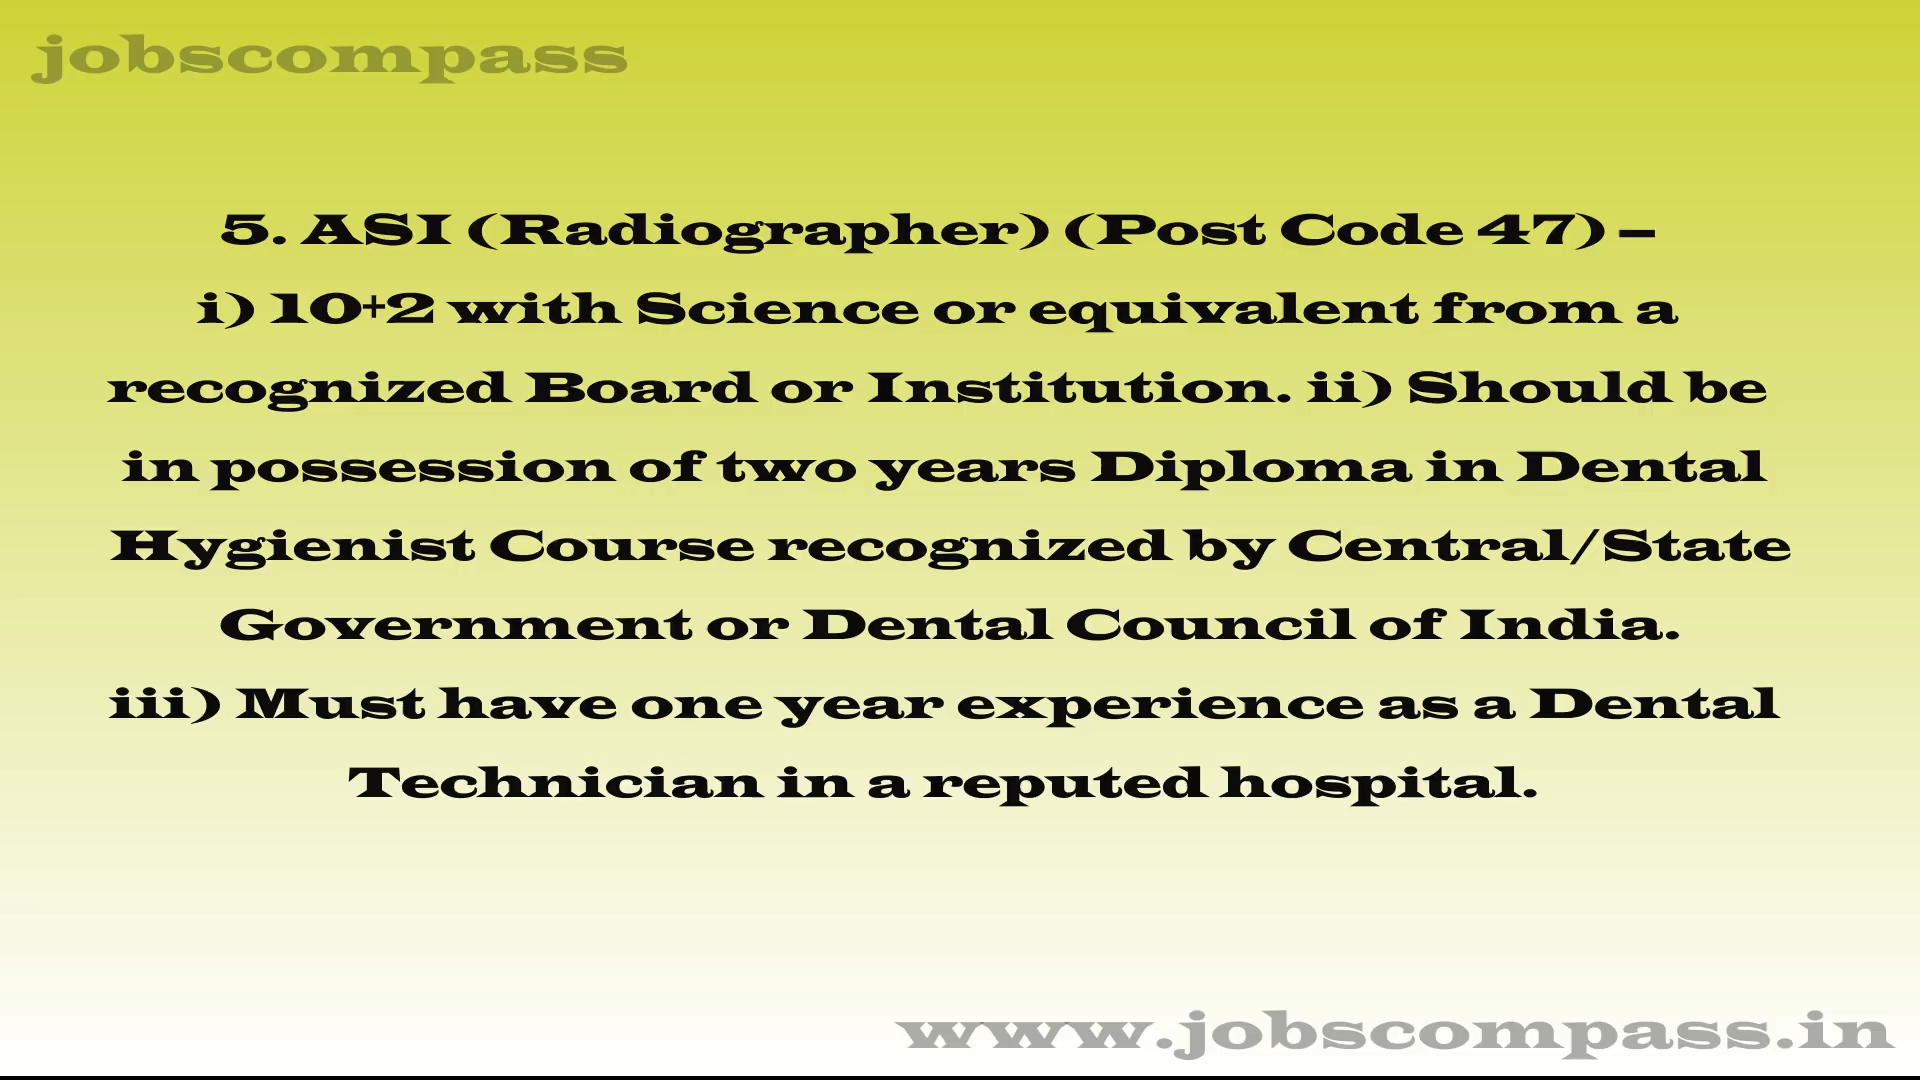 jobscompass
5. ASI (Radiographer) (Post Code 47) –
i) 10+2 with Science or equivalent from a
recognized Board or Institution. ii) Should be
in possession of two years Diploma in Dental
Hygienist Course recognized by Central/State
Government or Dental Council of India.
iii) Must have one year experience as a Dental
Technician in a reputed hospital.
www.jobscompass.in